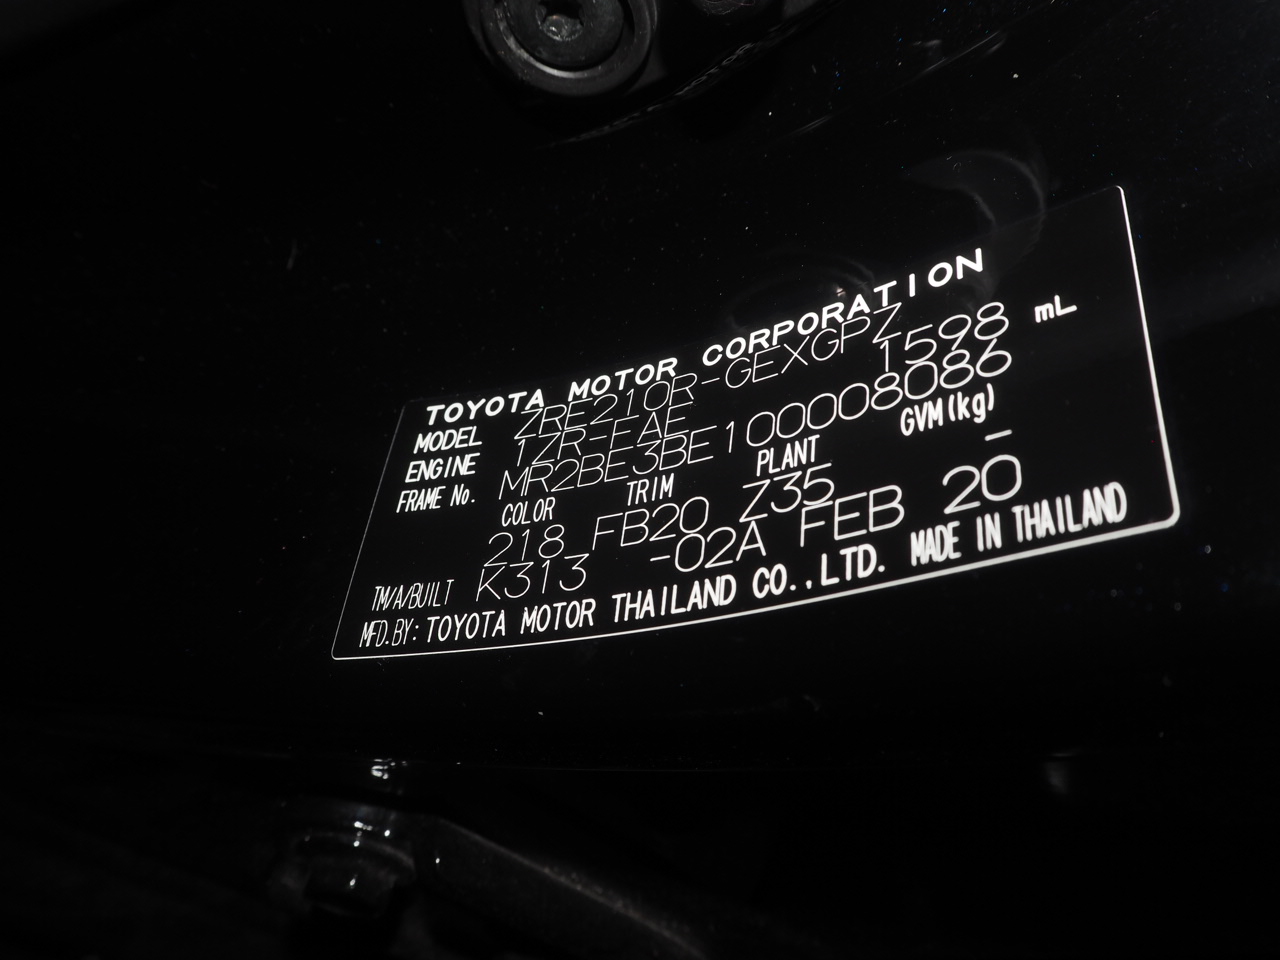 TOYOTA MOTOR CORPORATION
MODEL ZRE210R-GEXGPZ
ENGINE 1ZR-FAE 1598 mL
FRAME No. MR2BE3BE100008086
COLOR TRIM PLANT GVM(kg)
218 FB20 Z35 –
TM/A/BUILT K313 -02A FEB 20
MFD.BY: TOYOTA MOTOR THAILAND CO.,LTD. MADE IN THAILAND